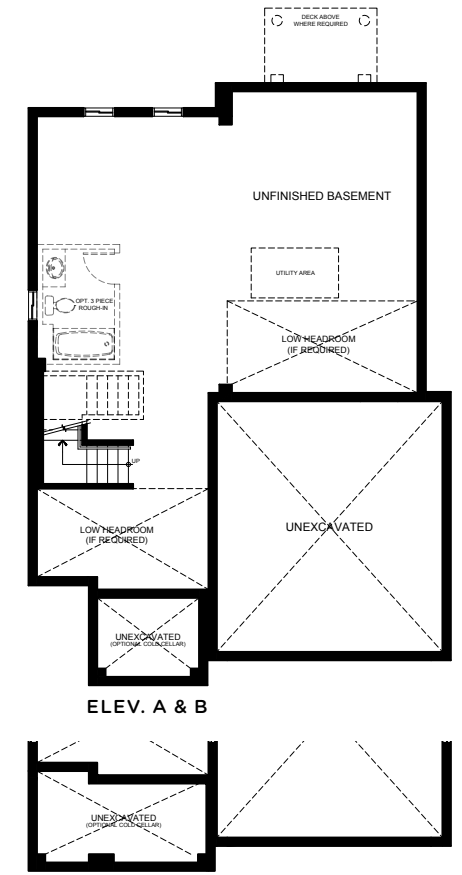 DECK ABOVE
WHERE REQUIRED
UNFINISHED BASEMENT
UTILITY AREA
OPT. 3 PIECE
ROUGH-IN
LOW HEADROOM
(IF REQUIRED)
UP
LOW HEADROOM
(IF REQUIRED)
UNEXCAVATED
UNEXCAVATED
(OPTIONAL COLD CELLAR)
ELEV. A & B
UNEXCAVATED
(OPTIONAL COLD CELLAR)